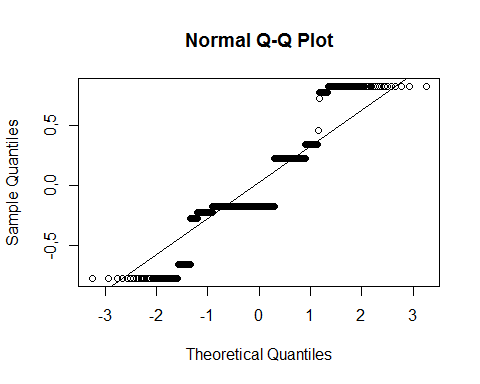 Normal Q-Q Plot
Sample Quantiles
0,5
0,0
-0,5
-3 -2 -1 0 1 2 3
Theoretical Quantiles